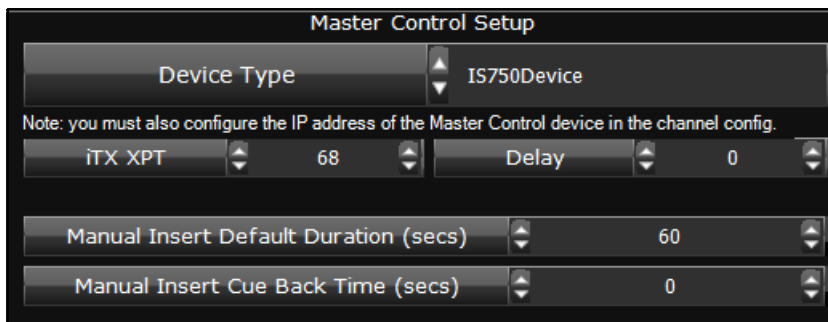 Master Control Setup
Device Type IS750Device
Note: you must also configure the IP address of the Master Control device in the channel config.
iTX XPT 68 Delay 0
Manual Insert Default Duration (secs) 60
Manual Insert Cue Back Time (secs) 0